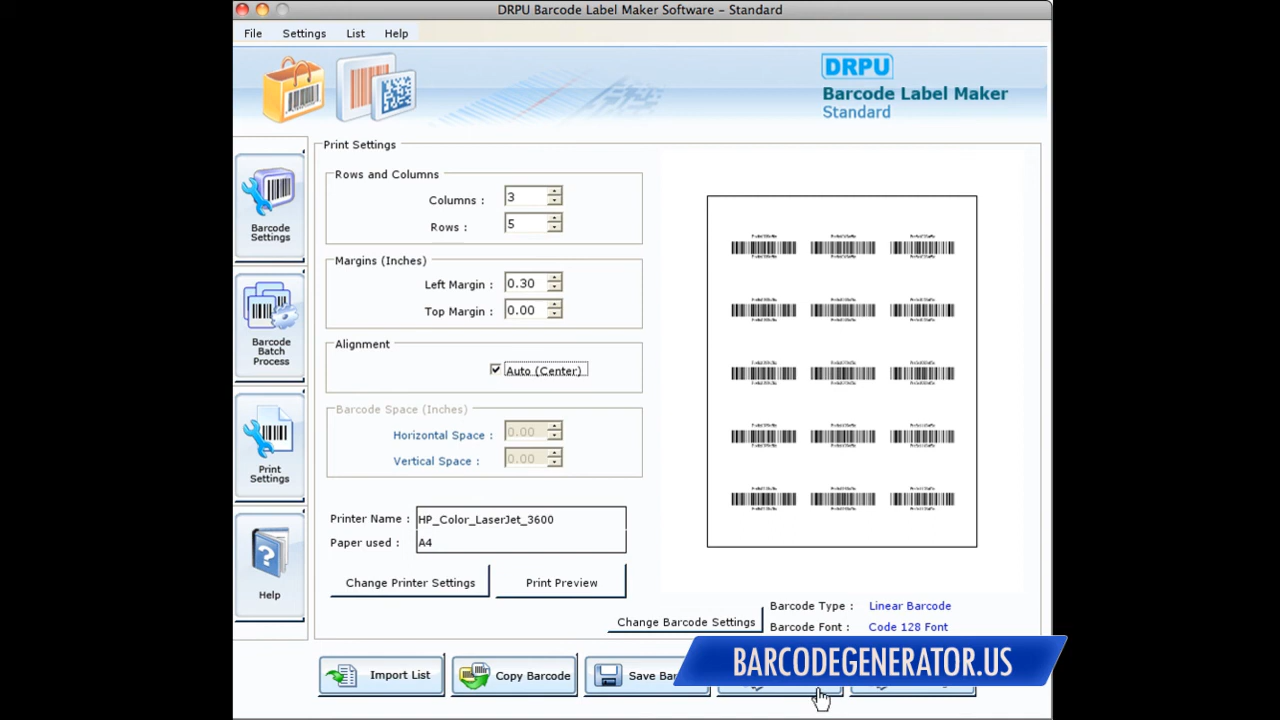 DRPU Barcode Label Maker Software - Standard
File Settings List Help
DRPU
Barcode Label Maker
Standard
Print Settings
Rows and Columns
Columns : 3
Rows : 5
Margins (Inches)
Left Margin : 0.30
Top Margin : 0.00
Alignment
Auto (Center)
Barcode Space (Inches)
Horizontal Space : 0.00
Vertical Space : 0.00
Printer Name : HP_Color_LaserJet_3600
Paper used : A4
Change Printer Settings Print Preview
Change Barcode Settings
Barcode Type : Linear Barcode
Barcode Font : Code 128 Font
Barcode
Settings
Barcode
Batch
Process
Print
Settings
Help
Import List Copy Barcode Save
BARCODEGENERATOR.US